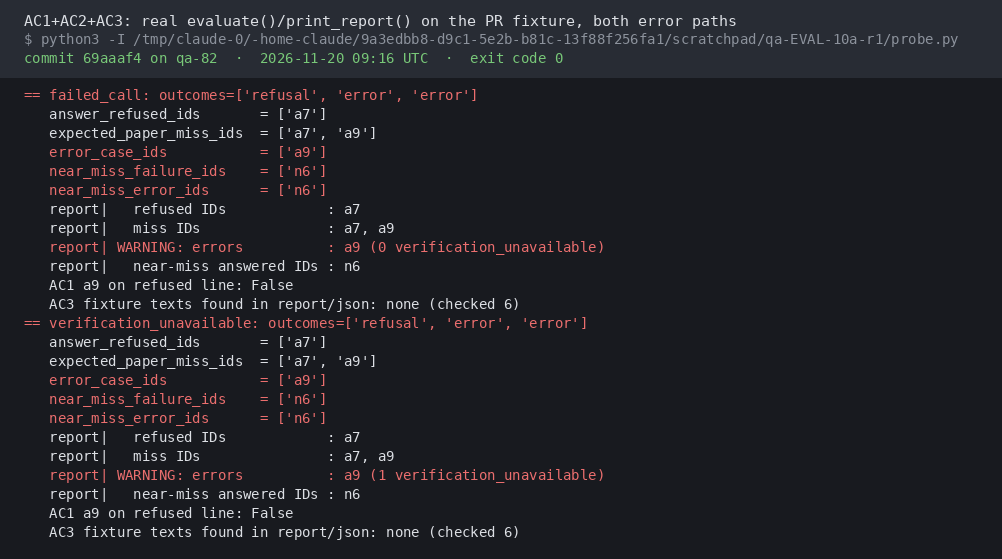 AC1+AC2+AC3: real evaluate()/print_report() on the PR fixture, both error paths
$ python3 -I /tmp/claude-0/-home-claude/9a3edbb8-d9c1-5e2b-b81c-13f88f256fa1/scratchpad/qa-EVAL-10a-r1/probe.py
commit 69aaaf4 on qa-82  ·  2026-11-20 09:16 UTC  ·  exit code 0
== failed_call: outcomes=['refusal', 'error', 'error']
   answer_refused_ids       = ['a7']
   expected_paper_miss_ids  = ['a7', 'a9']
   error_case_ids           = ['a9']
   near_miss_failure_ids    = ['n6']
   near_miss_error_ids      = ['n6']
   report|   refused IDs            : a7
   report|   miss IDs               : a7, a9
   report| WARNING: errors          : a9 (0 verification_unavailable)
   report|   near-miss answered IDs : n6
   AC1 a9 on refused line: False
   AC3 fixture texts found in report/json: none (checked 6)
== verification_unavailable: outcomes=['refusal', 'error', 'error']
   answer_refused_ids       = ['a7']
   expected_paper_miss_ids  = ['a7', 'a9']
   error_case_ids           = ['a9']
   near_miss_failure_ids    = ['n6']
   near_miss_error_ids      = ['n6']
   report|   refused IDs            : a7
   report|   miss IDs               : a7, a9
   report| WARNING: errors          : a9 (1 verification_unavailable)
   report|   near-miss answered IDs : n6
   AC1 a9 on refused line: False
   AC3 fixture texts found in report/json: none (checked 6)